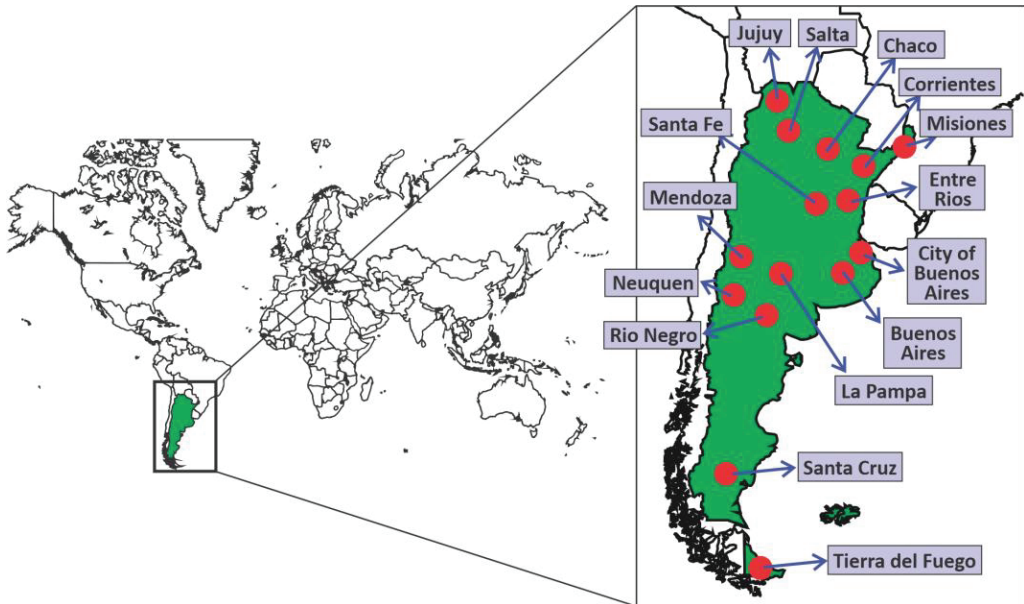 Jujuy
Salta
Chaco
Corrientes
Santa Fe
Misiones
Mendoza
Entre
Rios
City of
Buenos
Aires
Neuquen
Rio Negro
Buenos
Aires
La Pampa
Santa Cruz
Tierra del Fuego